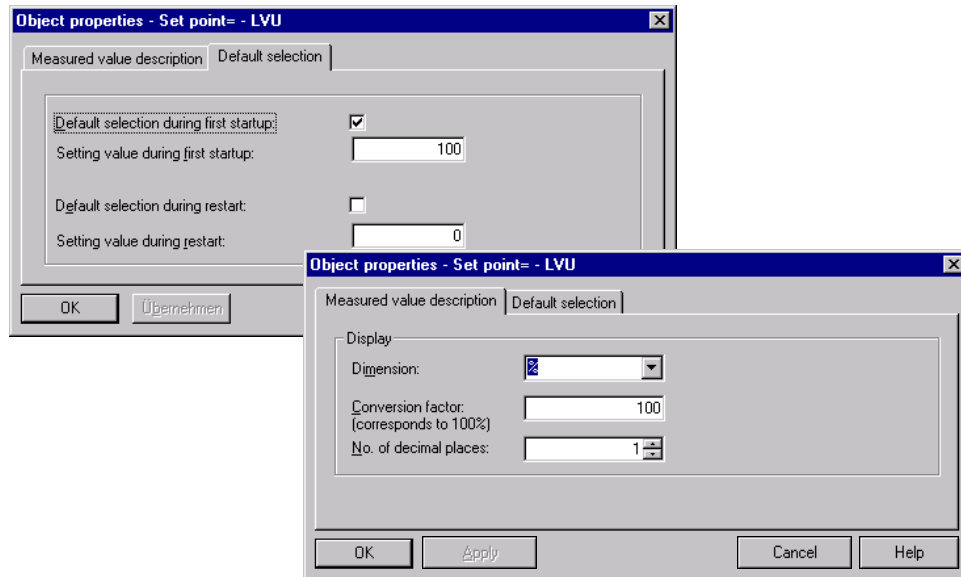 Object properties - Set point= - LVU
Measured value description Default selection
Default selection during first startup:
Setting value during first startup: 100
Default selection during restart:
Setting value during restart: 0
OK Übernehmen
Object properties - Set point= - LVU
Measured value description Default selection
Display
Dimension: %
Conversion factor: 100
(corresponds to 100%)
No. of decimal places: 1
OK Apply Cancel Help